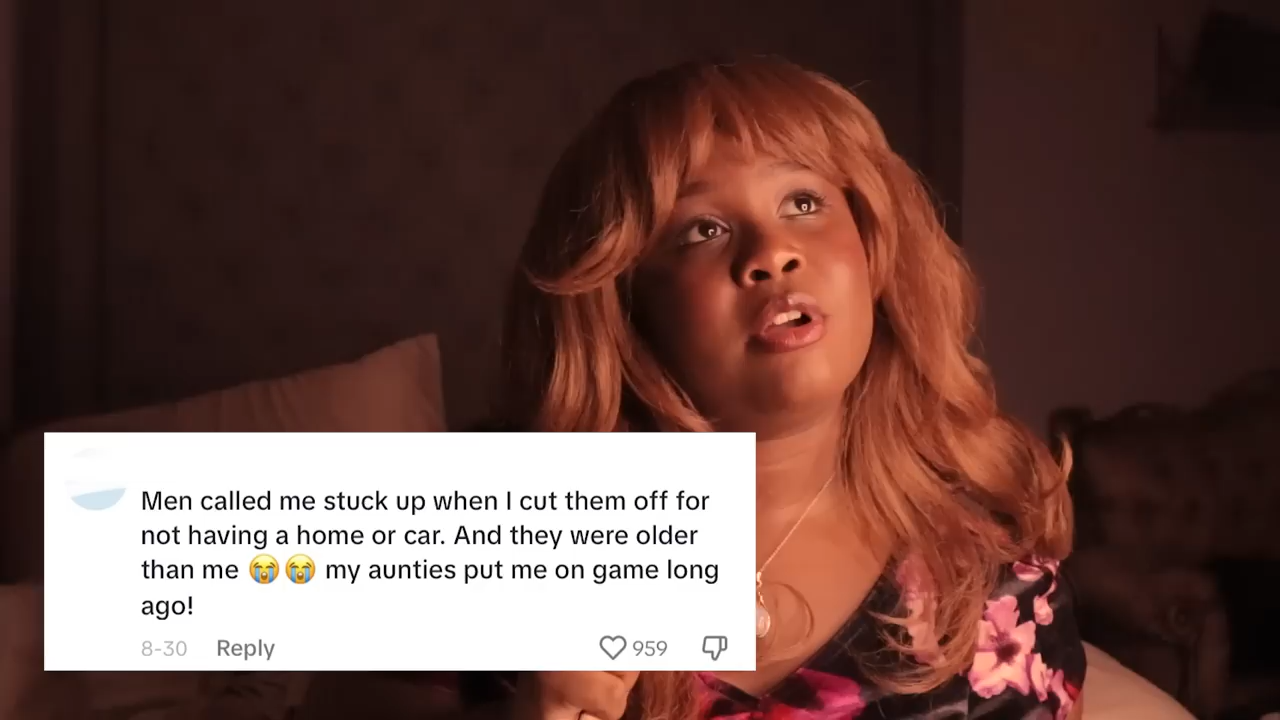 Men called me stuck up when I cut them off for
not having a home or car. And they were older
than me 😭😭 my aunties put me on game long
ago!
8-30 Reply 959